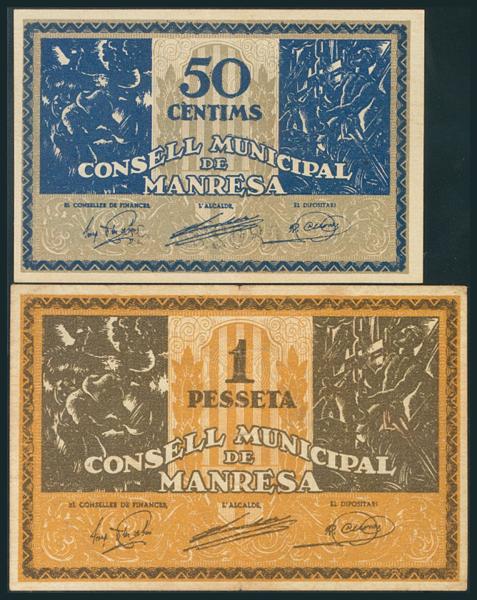 50
CÈNTIMS
CONSELL MUNICIPAL
DE
MANRESA
EL CONSELLER DE FINANCES, L'ALCALDE, EL DIPOSITARI
1
PESSETA
CONSELL MUNICIPAL
DE
MANRESA
EL CONSELLER DE FINANCES, L'ALCALDE, EL DIPOSITARI